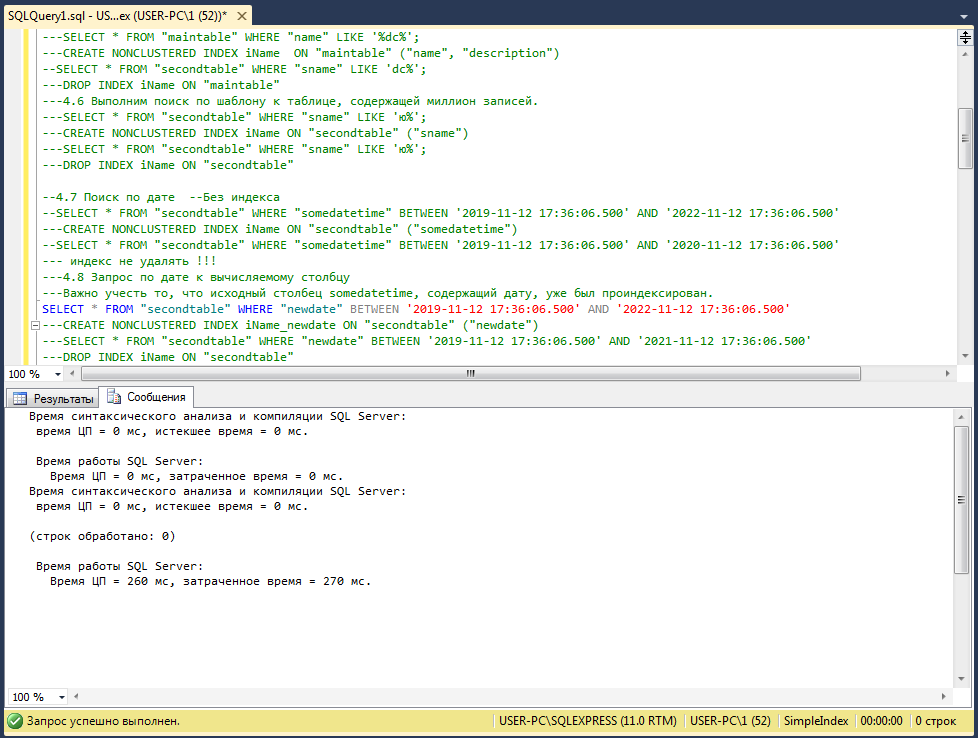 SQLQuery1.sql - US...ex (USER-PC\1 (52))*
---SELECT * FROM "maintable" WHERE "name" LIKE '%dc%';
---CREATE NONCLUSTERED INDEX iName  ON "maintable" ("name", "description")
--SELECT * FROM "secondtable" WHERE "sname" LIKE 'dc%';
---DROP INDEX iName ON "maintable"
---4.6 Выполним поиск по шаблону к таблице, содержащей миллион записей.
---SELECT * FROM "secondtable" WHERE "sname" LIKE 'ю%';
---CREATE NONCLUSTERED INDEX iName ON "secondtable" ("sname")
---SELECT * FROM "secondtable" WHERE "sname" LIKE 'ю%';
---DROP INDEX iName ON "secondtable"
--4.7 Поиск по дате  --Без индекса
--SELECT * FROM "secondtable" WHERE "somedatetime" BETWEEN '2019-11-12 17:36:06.500' AND '2022-11-12 17:36:06.500'
---CREATE NONCLUSTERED INDEX iName ON "secondtable" ("somedatetime")
--SELECT * FROM "secondtable" WHERE "somedatetime" BETWEEN '2019-11-12 17:36:06.500' AND '2020-11-12 17:36:06.500'
--- индекс не удалять !!!
---4.8 Запрос по дате к вычисляемому столбцу
---Важно учесть то, что исходный столбец somedatetime, содержащий дату, уже был проиндексирован.
SELECT * FROM "secondtable" WHERE "newdate" BETWEEN '2019-11-12 17:36:06.500' AND '2022-11-12 17:36:06.500'
---CREATE NONCLUSTERED INDEX iName_newdate ON "secondtable" ("newdate")
---SELECT * FROM "secondtable" WHERE "newdate" BETWEEN '2019-11-12 17:36:06.500' AND '2021-11-12 17:36:06.500'
---DROP INDEX iName ON "secondtable"
100 %
Результаты Сообщения
Время синтаксического анализа и компиляции SQL Server:
время ЦП = 0 мс, истекшее время = 0 мс.
Время работы SQL Server:
Время ЦП = 0 мс, затраченное время = 0 мс.
Время синтаксического анализа и компиляции SQL Server:
время ЦП = 0 мс, истекшее время = 0 мс.
(строк обработано: 0)
Время работы SQL Server:
Время ЦП = 260 мс, затраченное время = 270 мс.
100 %
Запрос успешно выполнен. USER-PC\SQLEXPRESS (11.0 RTM) USER-PC\1 (52) SimpleIndex 00:00:00 0 строк